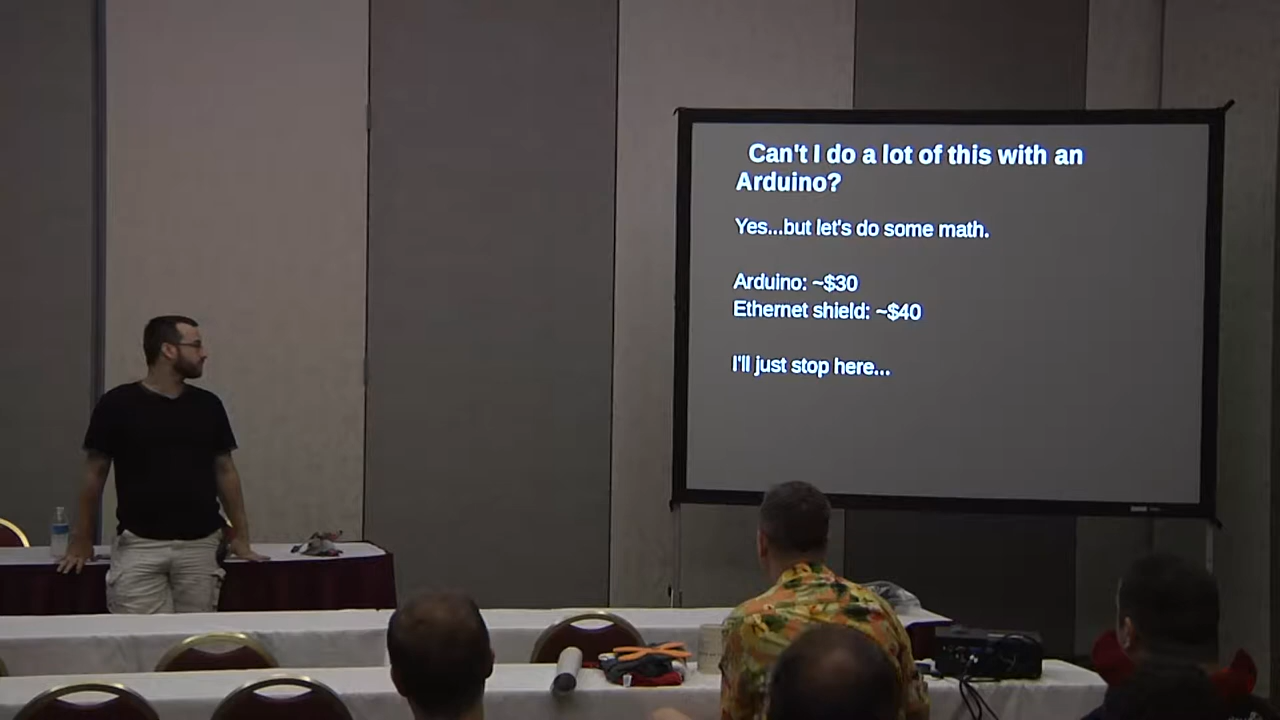 Can't I do a lot of this with an
Arduino?
Yes...but let's do some math.
Arduino: ~$30
Ethernet shield: ~$40
I'll just stop here...